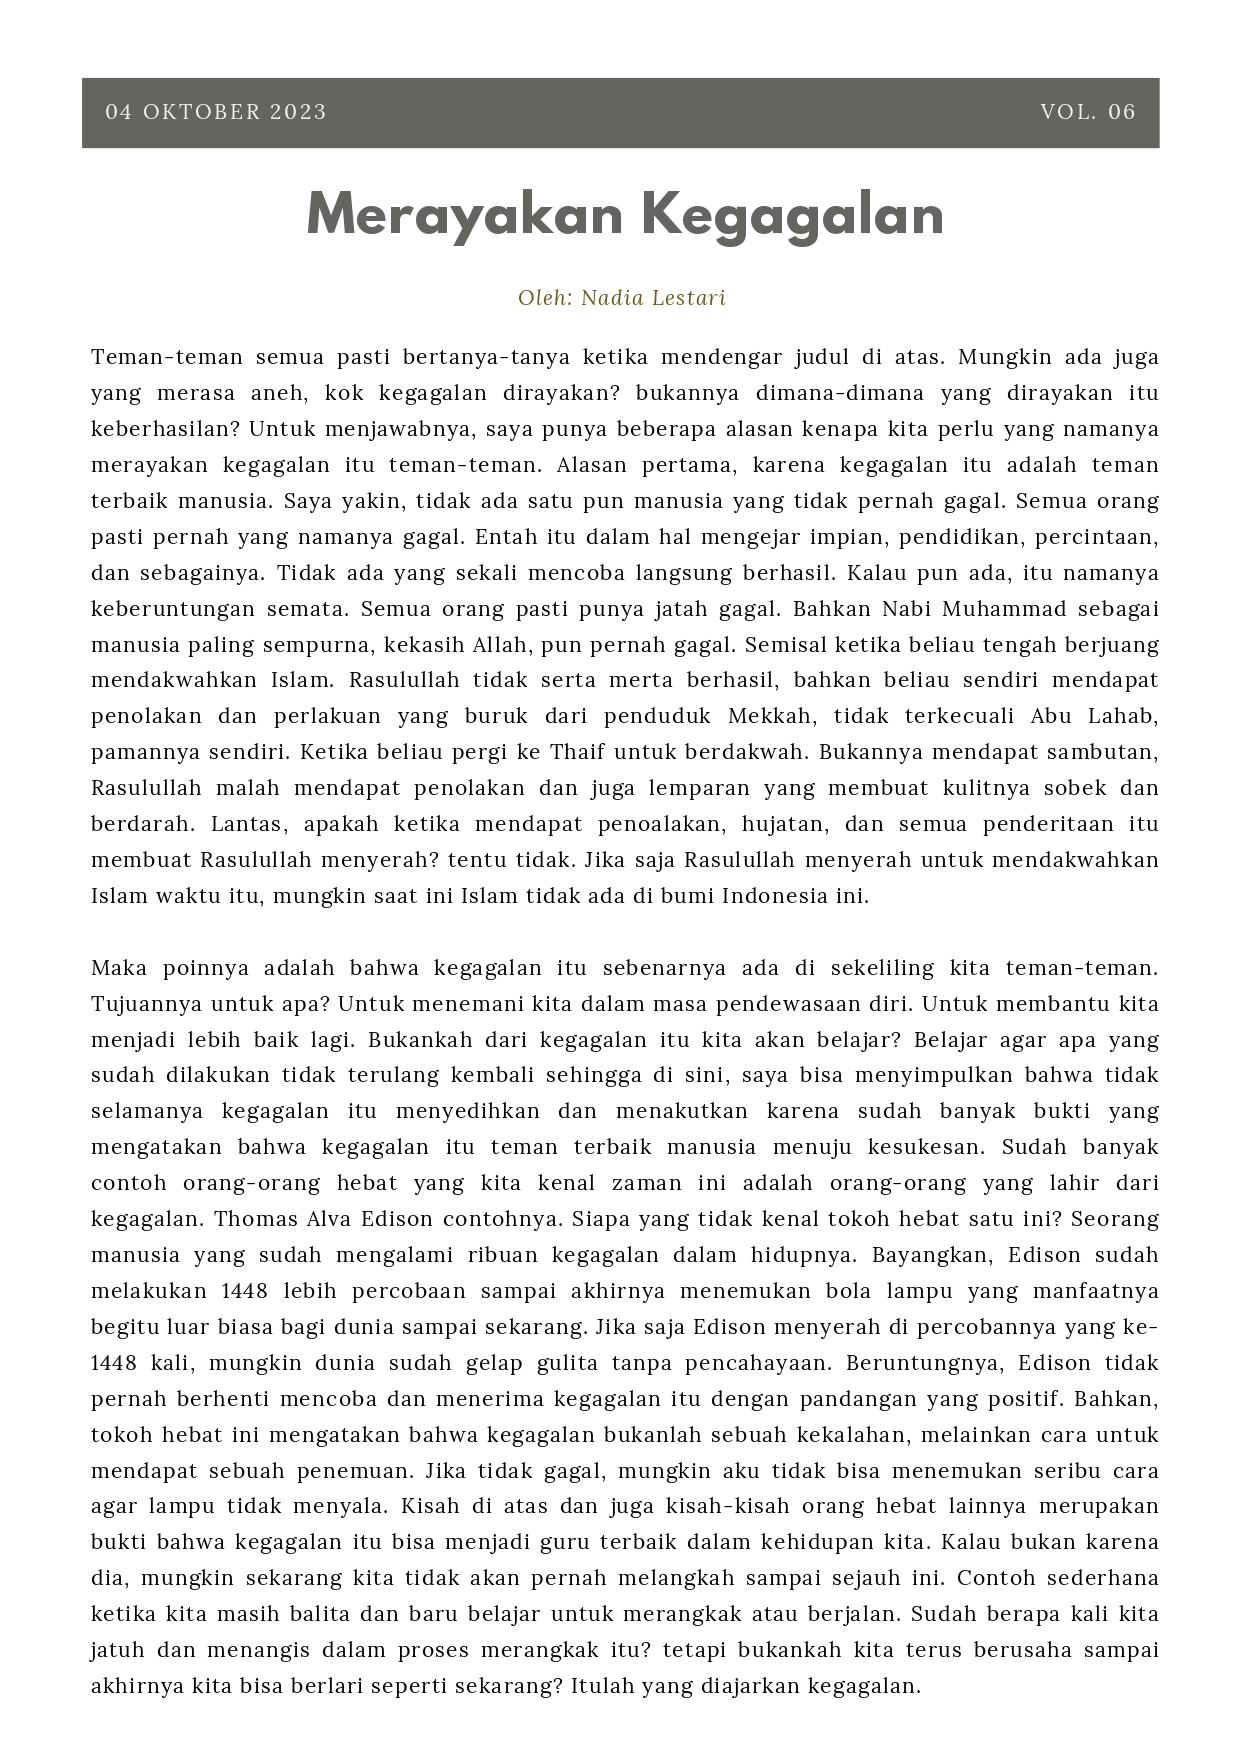 04 OKTOBER 2023
VOL. 06
Merayakan Kegagalan
Oleh: Nadia Lestari
Teman-teman semua pasti bertanya-tanya ketika mendengar judul di atas. Mungkin ada juga
yang merasa aneh, kok kegagalan dirayakan? bukannya dimana-dimana yang dirayakan itu
keberhasilan? Untuk menjawabnya, saya punya beberapa alasan kenapa kita perlu yang namanya
merayakan kegagalan itu teman-teman. Alasan pertama, karena kegagalan itu adalah teman
terbaik manusia. Saya yakin, tidak ada satu pun manusia yang tidak pernah gagal. Semua orang
pasti pernah yang namanya gagal. Entah itu dalam hal mengejar impian, pendidikan, percintaan,
dan sebagainya. Tidak ada yang sekali mencoba langsung berhasil. Kalau pun ada, itu namanya
keberuntungan semata. Semua orang pasti punya jatah gagal. Bahkan Nabi Muhammad sebagai
manusia paling sempurna, kekasih Allah, pun pernah gagal. Semisal ketika beliau tengah berjuang
mendakwahkan Islam. Rasulullah tidak serta merta berhasil, bahkan beliau sendiri mendapat
penolakan dan perlakuan yang buruk dari penduduk Mekkah, tidak terkecuali Abu Lahab,
pamannya sendiri. Ketika beliau pergi ke Thaif untuk berdakwah. Bukannya mendapat sambutan,
Rasulullah malah mendapat penolakan dan juga lemparan yang membuat kulitnya sobek dan
berdarah. Lantas, apakah ketika mendapat penoalakan, hujatan, dan semua penderitaan itu
membuat Rasulullah menyerah? tentu tidak. Jika saja Rasulullah menyerah untuk mendakwahkan
Islam waktu itu, mungkin saat ini Islam tidak ada di bumi Indonesia ini.
Maka poinnya adalah bahwa kegagalan itu sebenarnya ada di sekeliling kita teman-teman.
Tujuannya untuk apa? Untuk menemani kita dalam masa pendewasaan diri. Untuk membantu kita
menjadi lebih baik lagi. Bukankah dari kegagalan itu kita akan belajar? Belajar agar apa yang
sudah dilakukan tidak terulang kembali sehingga di sini, saya bisa menyimpulkan bahwa tidak
selamanya kegagalan itu menyedihkan dan menakutkan karena sudah banyak bukti yang
mengatakan bahwa kegagalan itu teman terbaik manusia menuju kesukesan. Sudah banyak
contoh orang-orang hebat yang kita kenal zaman ini adalah orang-orang yang lahir dari
kegagalan. Thomas Alva Edison contohnya. Siapa yang tidak kenal tokoh hebat satu ini? Seorang
manusia yang sudah mengalami ribuan kegagalan dalam hidupnya. Bayangkan, Edison sudah
melakukan 1448 lebih percobaan sampai akhirnya menemukan bola lampu yang manfaatnya
begitu luar biasa bagi dunia sampai sekarang. Jika saja Edison menyerah di percobannya yang ke-
1448 kali, mungkin dunia sudah gelap gulita tanpa pencahayaan. Beruntungnya, Edison tidak
pernah berhenti mencoba dan menerima kegagalan itu dengan pandangan yang positif. Bahkan,
tokoh hebat ini mengatakan bahwa kegagalan bukanlah sebuah kekalahan, melainkan cara untuk
mendapat sebuah penemuan. Jika tidak gagal, mungkin aku tidak bisa menemukan seribu cara
agar lampu tidak menyala. Kisah di atas dan juga kisah-kisah orang hebat lainnya merupakan
bukti bahwa kegagalan itu bisa menjadi guru terbaik dalam kehidupan kita. Kalau bukan karena
dia, mungkin sekarang kita tidak akan pernah melangkah sampai sejauh ini. Contoh sederhana
ketika kita masih balita dan baru belajar untuk merangkak atau berjalan. Sudah berapa kali kita
jatuh dan menangis dalam proses merangkak itu? tetapi bukankah kita terus berusaha sampai
akhirnya kita bisa berlari seperti sekarang? Itulah yang diajarkan kegagalan.